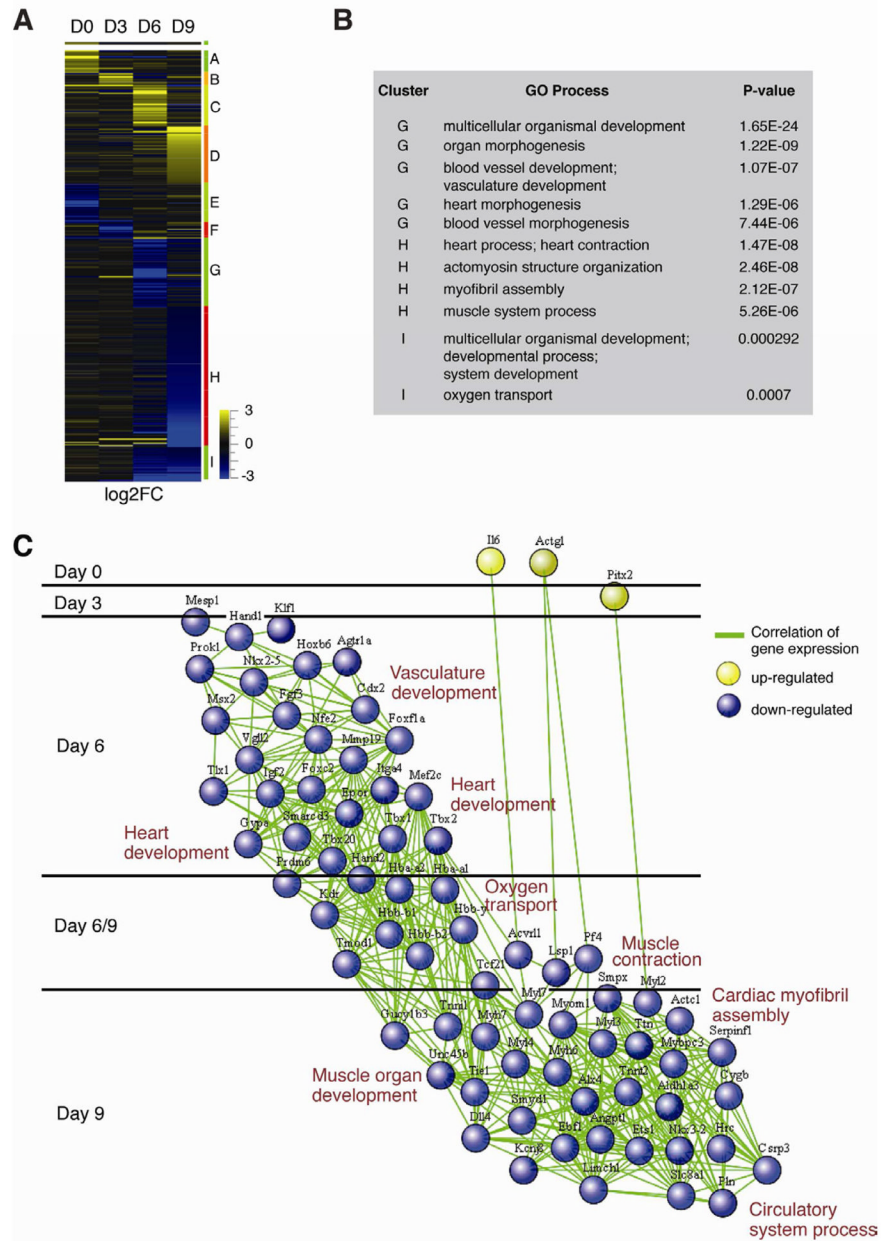 A
D0 D3 D6 D9
A
B
C
D
E
F
G
H
I
3
0
-3
log2FC
B
Cluster GO Process P-value
G multicellular organismal development 1.65E-24
G organ morphogenesis 1.22E-09
G blood vessel development; 1.07E-07
vasculature development
G heart morphogenesis 1.29E-06
G blood vessel morphogenesis 7.44E-06
H heart process; heart contraction 1.47E-08
H actomyosin structure organization 2.46E-08
H myofibril assembly 2.12E-07
H muscle system process 5.26E-06
I multicellular organismal development; 0.000292
developmental process;
system development
I oxygen transport 0.0007
C
Il6 Actg1
Day 0
Pitx2
Day 3
Mesp1 Hand1 Klf1
Correlation of
gene expression
up-regulated
down-regulated
Prok1 Nkx2-5 Hoxb6 Agtr1a
Vasculature
development
Msx2 Fgf3 Cdx2
Nfe2 Foxf1a
Day 6
Vgll2 Mmp19
Tlx1 Igf2 Foxc2 Itga4 Mef2c
Heart
development
Epor
Gypa Smarcd3 Tbx1 Tbx2
Heart
development
Tbx20
Prdm6 Hand2 Hba-a2 Hba-a1
Oxygen
transport
Kdr
Day 6/9
Hbb-b1 Hbb-y
Hbb-b2
Tmod1 Acvrl1 Lsp1 Pf4
Muscle
contraction
Tcf21 Smpx Myl2
Cardiac myofibril
assembly
Gucy1b3 Tnni1 Myh7 Myl7 Myom1 Actc1
Myl3 Ttn Serpinf1
Unc45b Myl4 Myh6 Mybpc3
Muscle organ
development
Tie1 Tnnt2 Cygb
Alx4 Aldh1a3
Day 9
Dll4 Smyd1 Angpt1
Ebf1 Ets1 Nkx3-2 Hrc
Kcng2 Csrp3
Limch1 Slc8a1 Pln
Circulatory
system process